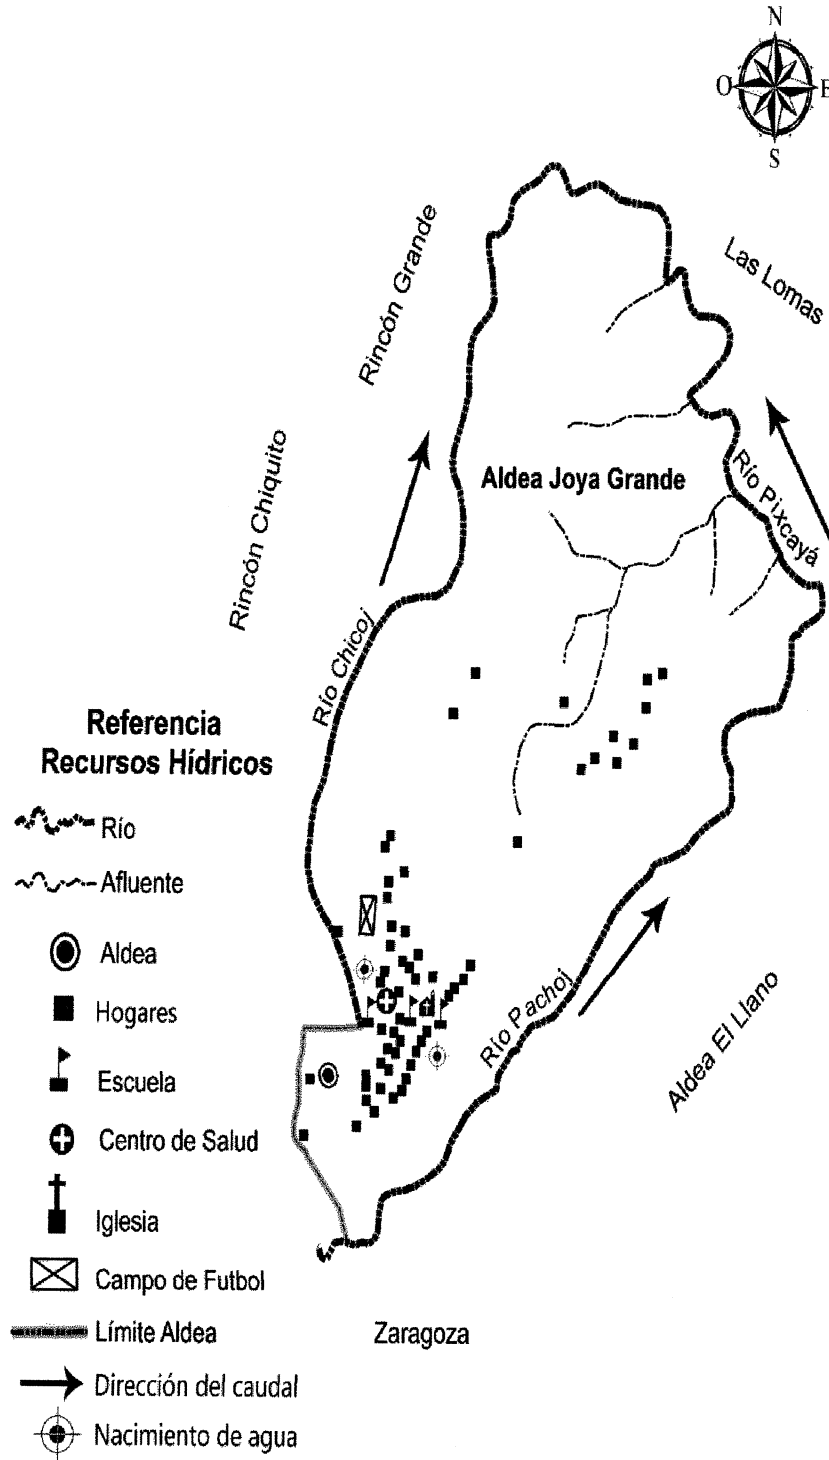 N
O
E
S
Las Lomas
Rincón Grande
Rincón Chiquito
Aldea Joya Grande
Río Pixcayá
Río Chicoj
Río Pachoj
Aldea El Llano
Zaragoza
Referencia
Recursos Hídricos
Río
Afluente
Aldea
Hogares
Escuela
Centro de Salud
Iglesia
Campo de Futbol
Límite Aldea
Dirección del caudal
Nacimiento de agua